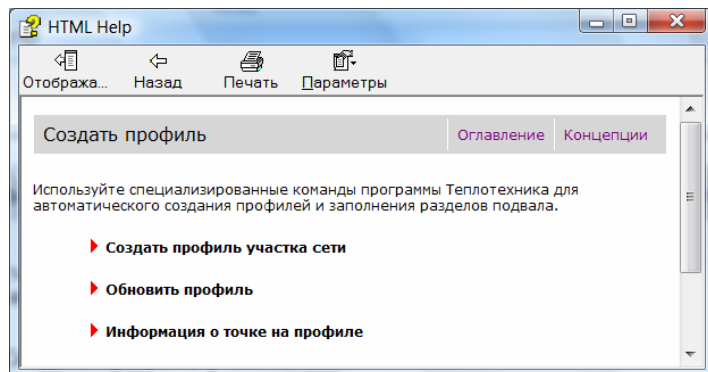 HTML Help
Отобража... Назад Печать Параметры
Создать профиль Оглавление Концепции
Используйте специализированные команды программы Теплотехника для
автоматического создания профилей и заполнения разделов подвала.
Создать профиль участка сети
Обновить профиль
Информация о точке на профиле